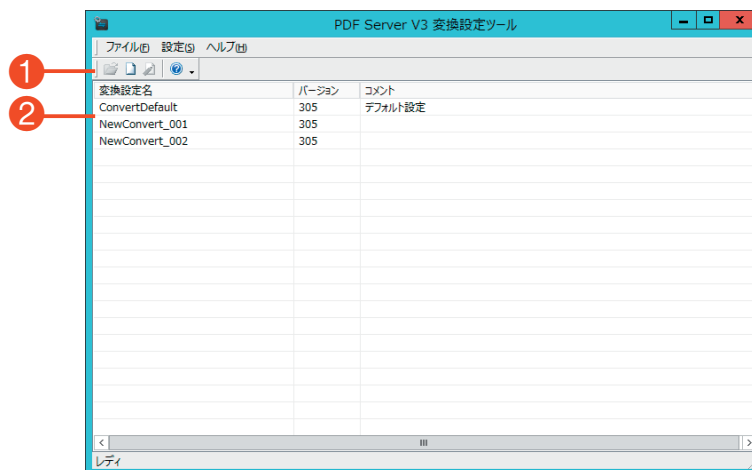 PDF Server V3 変換設定ツール
ファイル(F) 設定(S) ヘルプ(H)
1
変換設定名 バージョン コメント
2
ConvertDefault 305 デフォルト設定
NewConvert_001 305
NewConvert_002 305
レディ